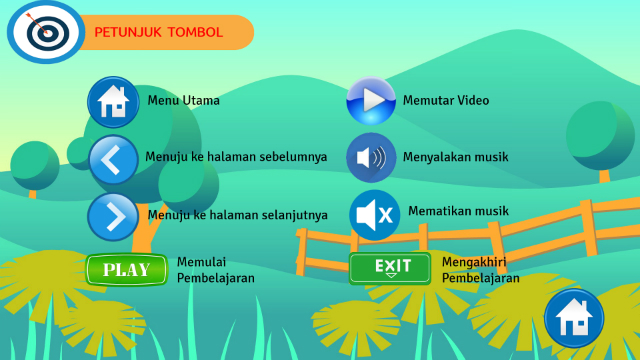 PETUNJUK TOMBOL
Menu Utama
Menuju ke halaman sebelumnya
Menuju ke halaman selanjutnya
PLAY
Memulai
Pembelajaran
Memutar Video
Menyalakan musik
Mematikan musik
EXIT
Mengakhiri
Pembelajaran